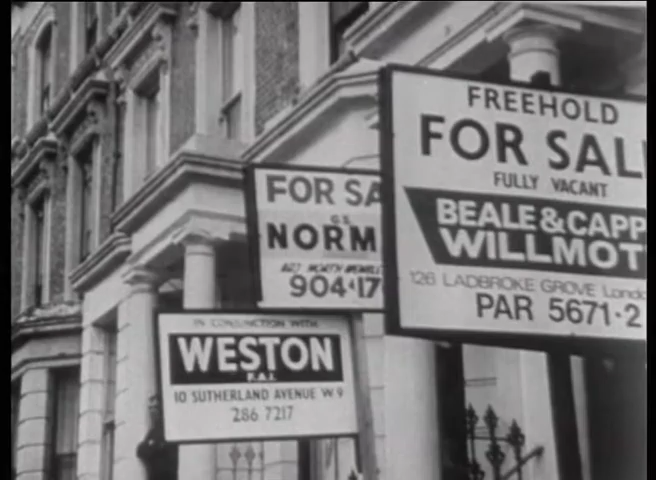 FREEHOLD
FOR SAL
FULLY VACANT
BEALE & CAPP
WILLMOT
126 LADBROKE GROVE Londo
PAR 5671·2
FOR SA
NORM
904·17
IN CONJUNCTION WITH
WESTON
F.A.I.
10 SUTHERLAND AVENUE W9
286 7217